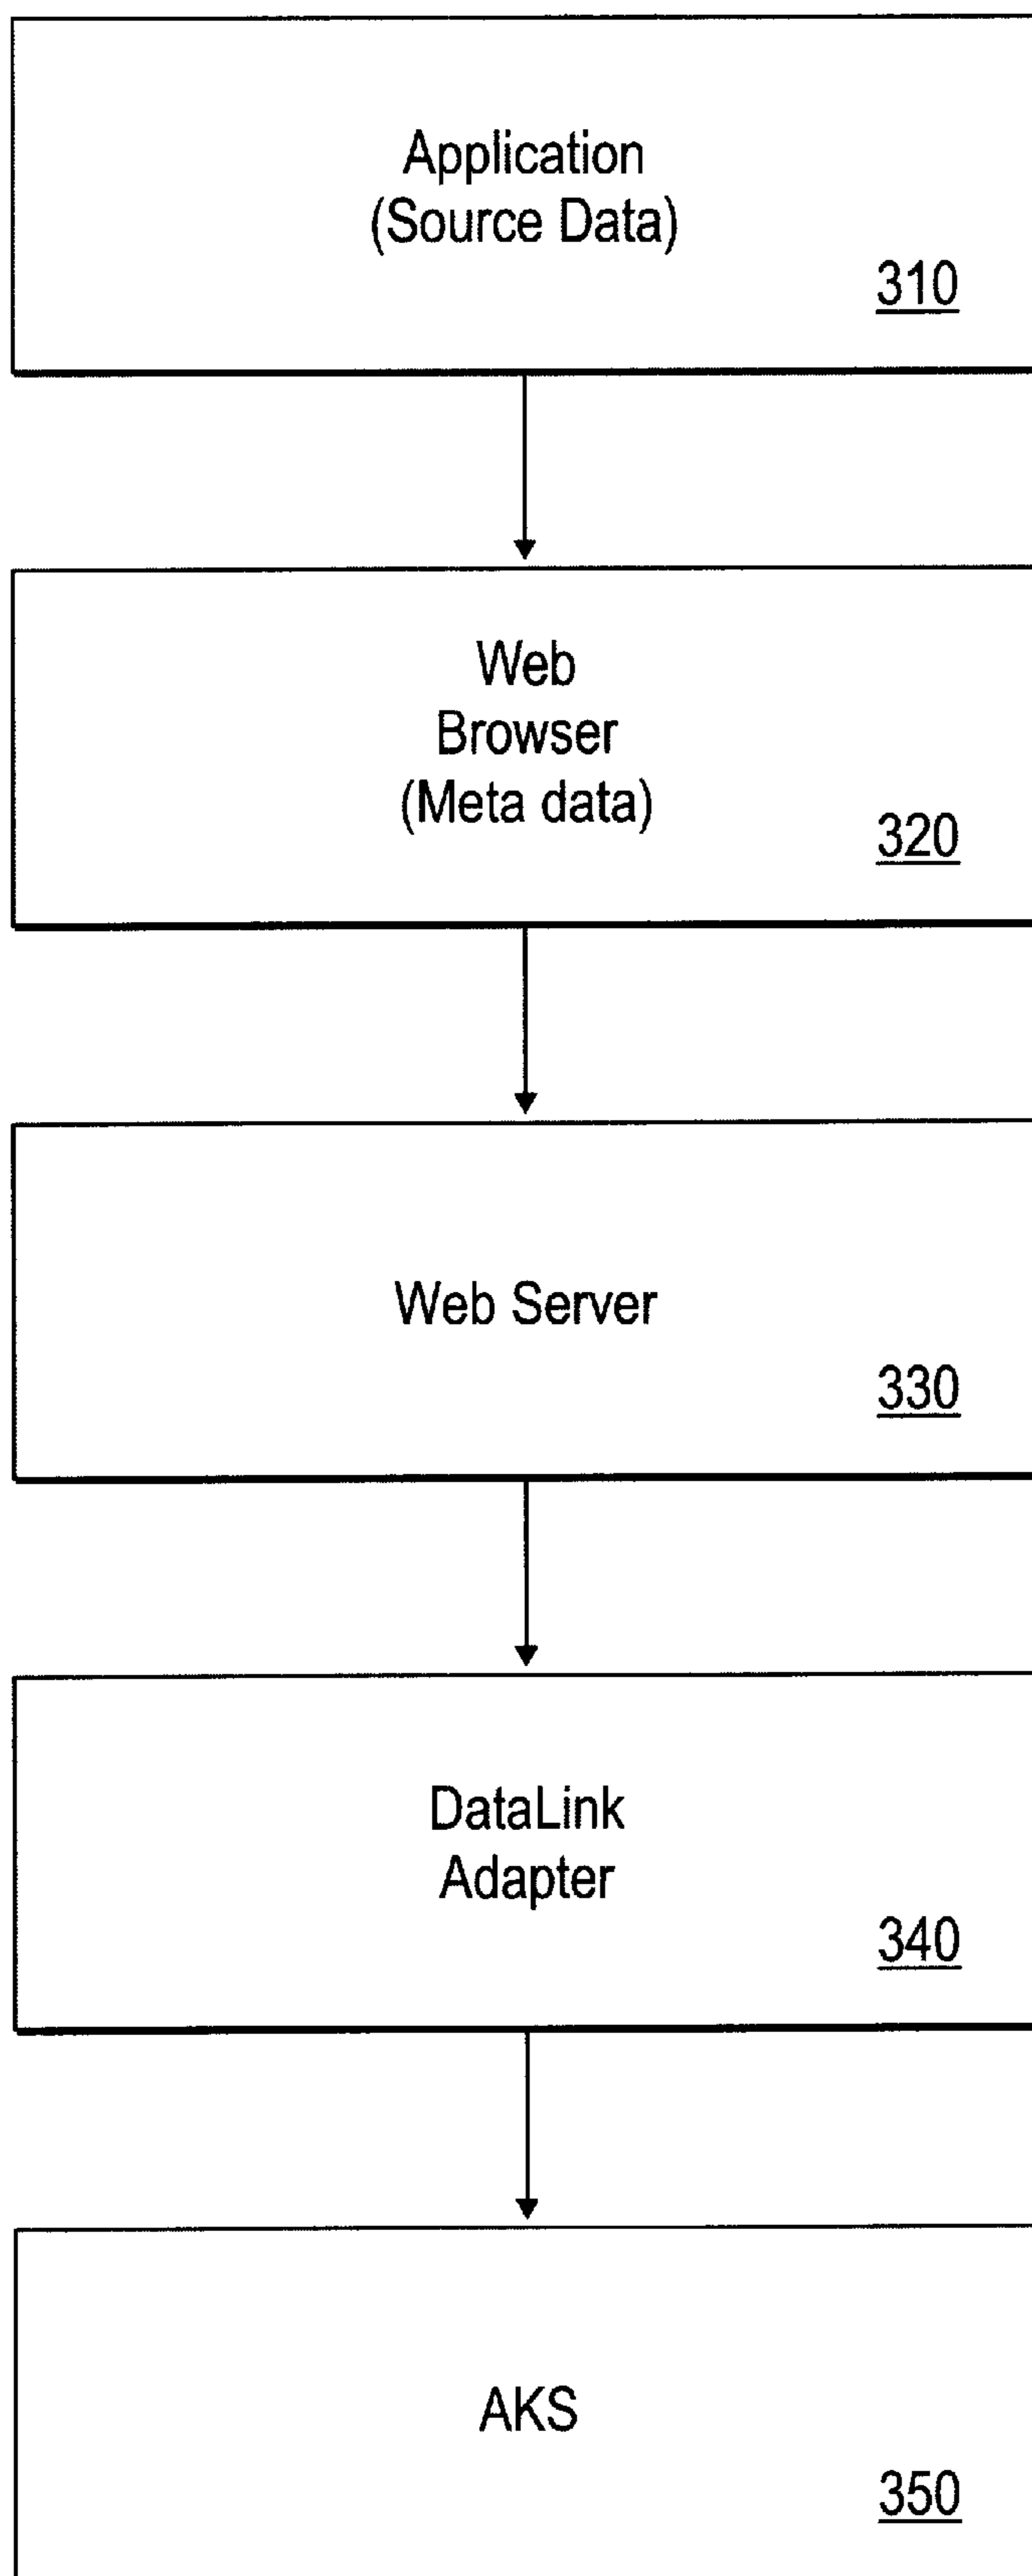 Application
(Source Data)
310
Web
Browser
(Meta data)
320
Web Server
330
DataLink
Adapter
340
AKS
350